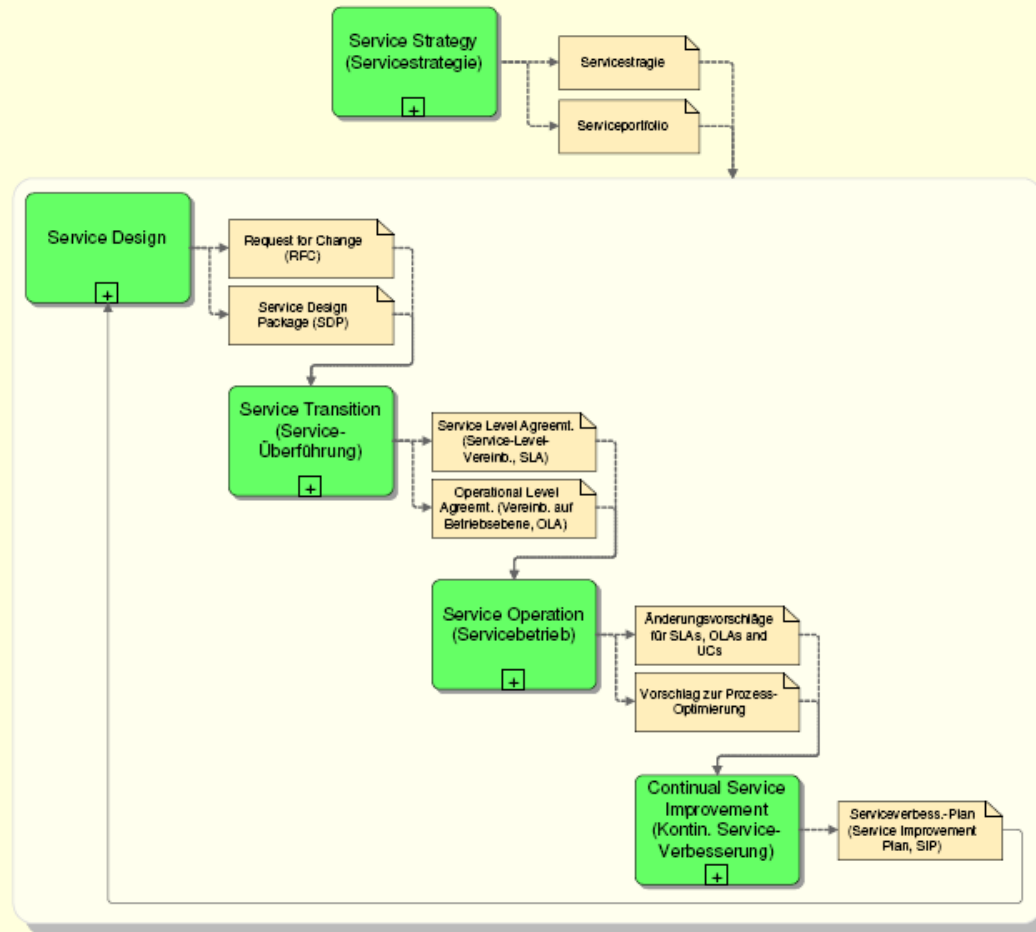 Service Strategy
(Servicestrategie)
Servicestragie
Serviceportfolio
Service Design
Request for Change
(RFC)
Service Design
Package (SDP)
Service Transition
(Service-
Überführung)
Service Level Agreemt.
(Service-Level-
Vereinb., SLA)
Operational Level
Agreemt. (Vereinb. auf
Betriebsebene, OLA)
Service Operation
(Servicebetrieb)
Änderungsvorschläge
für SLAs, OLAs and
UCs
Vorschlag zur Prozess-
Optimierung
Continual Service
Improvement
(Kontin. Service-
Verbesserung)
Serviceverbess.-Plan
(Service Improvement
Plan, SIP)